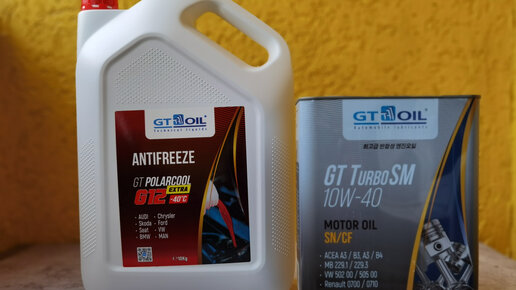 GT OIL
Technical liquids
ANTIFREEZE
GT POLARCOOL
G12 EXTRA
-40°C
• AUDI • Chrysler
• Skoda • Ford
• Seat • VW
• BMW • MAN
10kg
GT OIL®
Automobile lubricants
GT TURBO SM
10W-40
MOTOR OIL
SN/CF
• ACEA A3 / B3, A3 / B4
• MB 229.1 / 229.3
• VW 502 00 / 505 00
• Renault 0700 / 0710